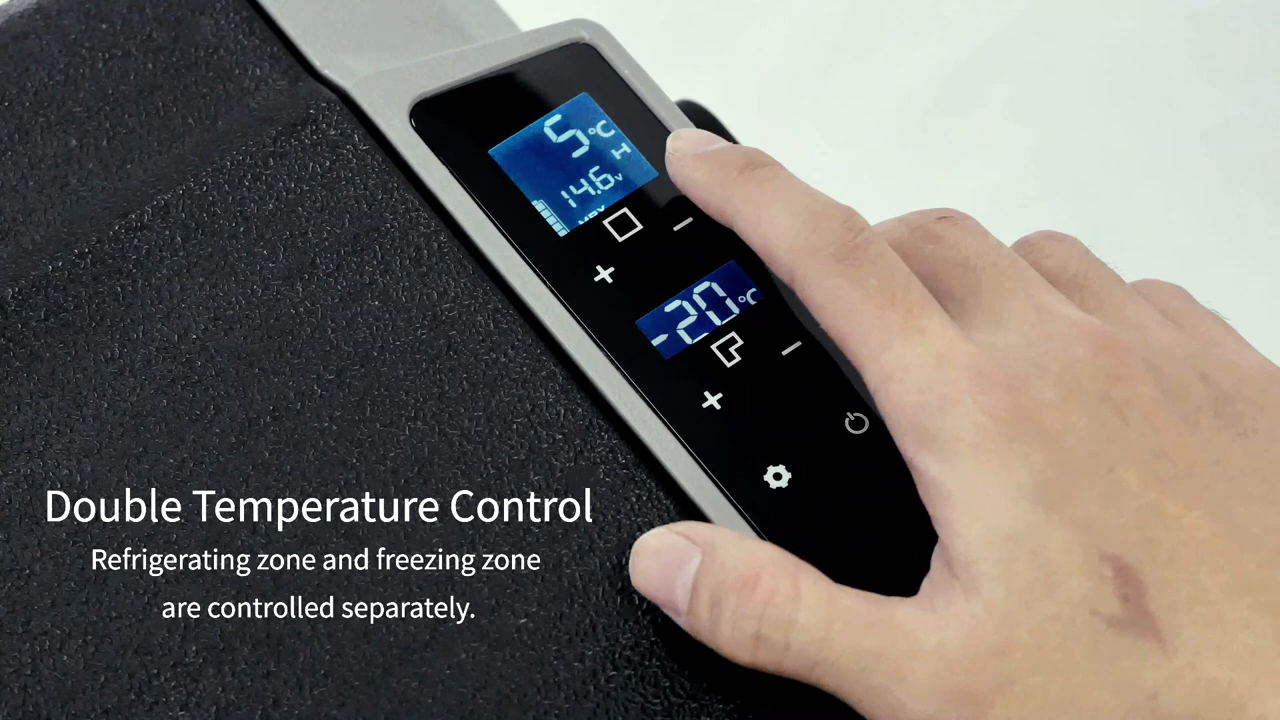 5°C
H
14.6v
-20°C
Double Temperature Control
Refrigerating zone and freezing zone
are controlled separately.